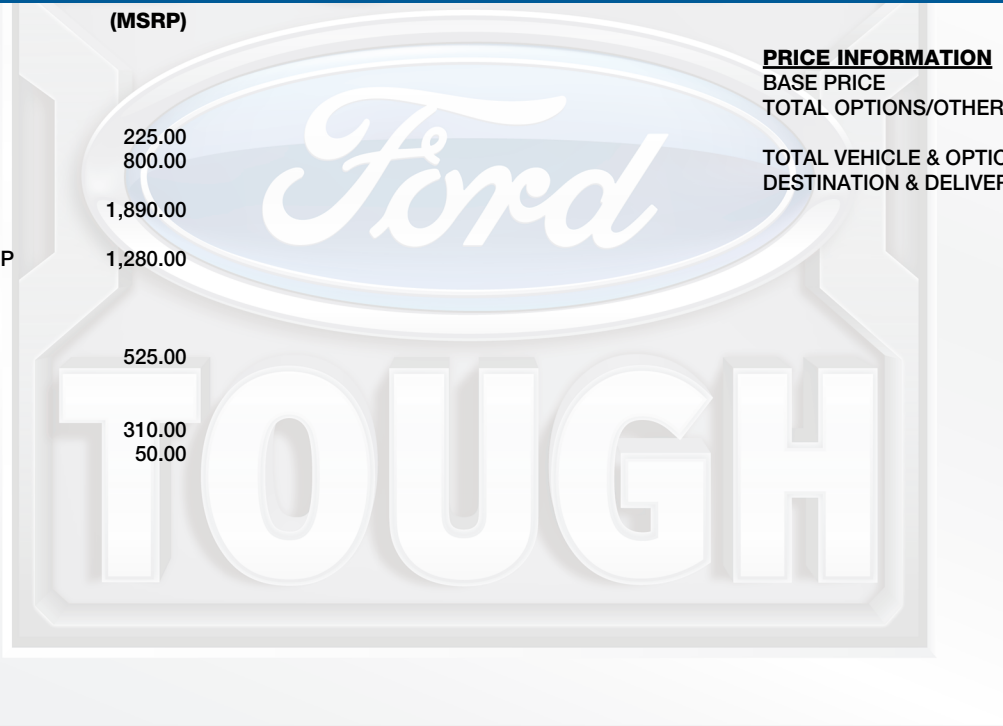 (MSRP)
225.00
800.00
1,890.00
P 1,280.00
525.00
310.00
50.00
PRICE INFORMATION
BASE PRICE
TOTAL OPTIONS/OTHER
TOTAL VEHICLE & OPTIO
DESTINATION & DELIVER
Ford
TOUGH